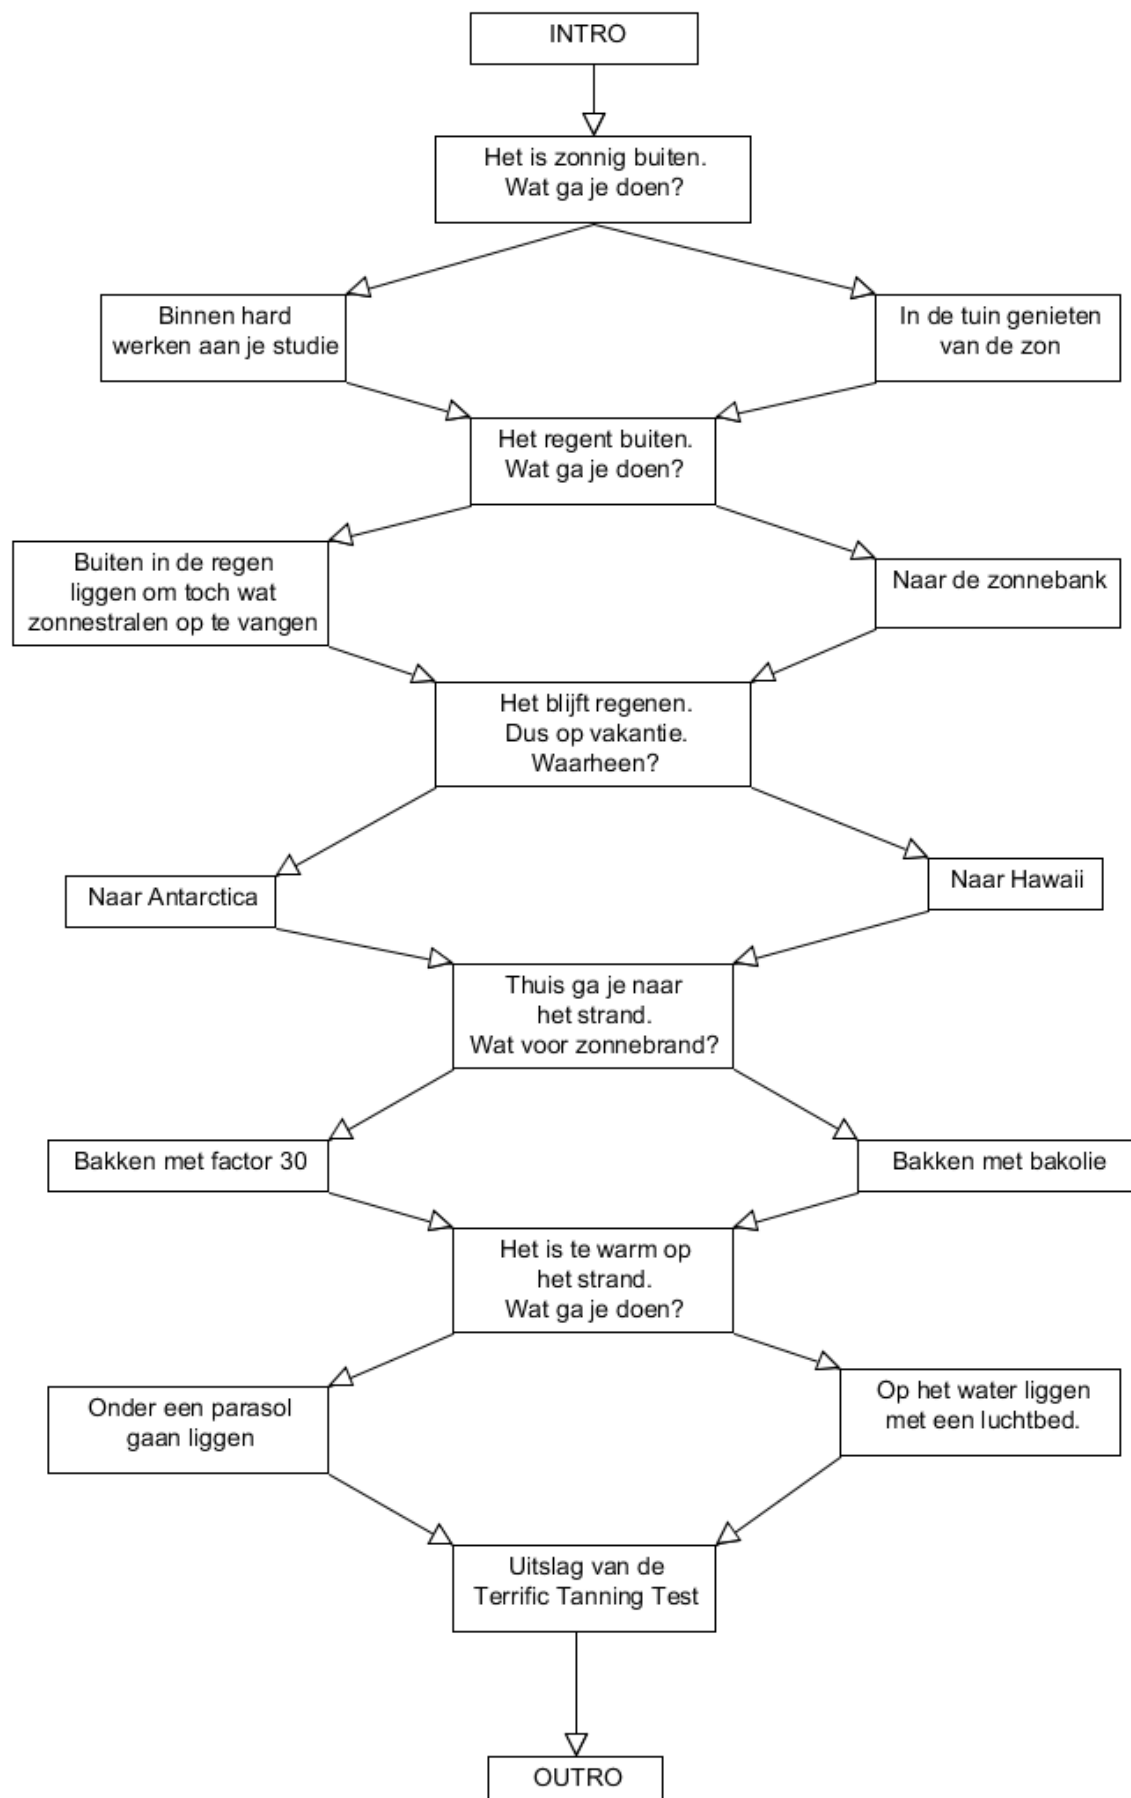 INTRO
Het is zonnig buiten.
Wat ga je doen?
Binnen hard
werken aan je studie
In de tuin genieten
van de zon
Het regent buiten.
Wat ga je doen?
Buiten in de regen
liggen om toch wat
zonnestralen op te vangen
Naar de zonnebank
Het blijft regenen.
Dus op vakantie.
Waarheen?
Naar Antarctica
Naar Hawaii
Thuis ga je naar
het strand.
Wat voor zonnebrand?
Bakken met factor 30
Bakken met bakolie
Het is te warm op
het strand.
Wat ga je doen?
Onder een parasol
gaan liggen
Op het water liggen
met een luchtbed.
Uitslag van de
Terrific Tanning Test
OUTRO